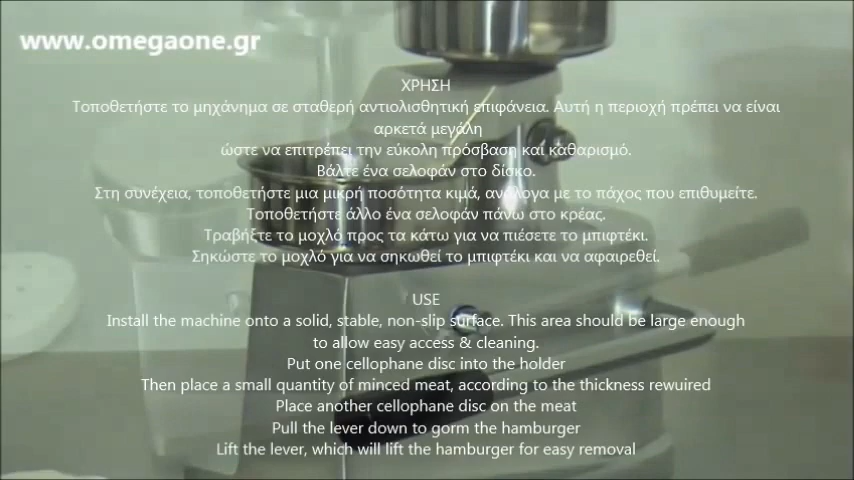 www.omegaone.gr
ΧΡΗΣΗ
Τοποθετήστε το μηχάνημα σε σταθερή αντιολισθητική επιφάνεια. Αυτή η περιοχή πρέπει να είναι
αρκετά μεγάλη
ώστε να επιτρέπει την εύκολη πρόσβαση και καθαρισμό.
Βάλτε ένα σελοφάν στο δίσκο.
Στη συνέχεια, τοποθετήστε μια μικρή ποσότητα κιμά, ανάλογα με το πάχος που επιθυμείτε.
Τοποθετήστε άλλο ένα σελοφάν πάνω στο κρέας.
Τραβήξτε το μοχλό προς τα κάτω για να πιέσετε το μπιφτέκι.
Σηκώστε το μοχλό για να σηκωθεί το μπιφτέκι και να αφαιρεθεί.
USE
Install the machine onto a solid, stable, non-slip surface. This area should be large enough
to allow easy access & cleaning.
Put one cellophane disc into the holder
Then place a small quantity of minced meat, according to the thickness rewuired
Place another cellophane disc on the meat
Pull the lever down to gorm the hamburger
Lift the lever, which will lift the hamburger for easy removal